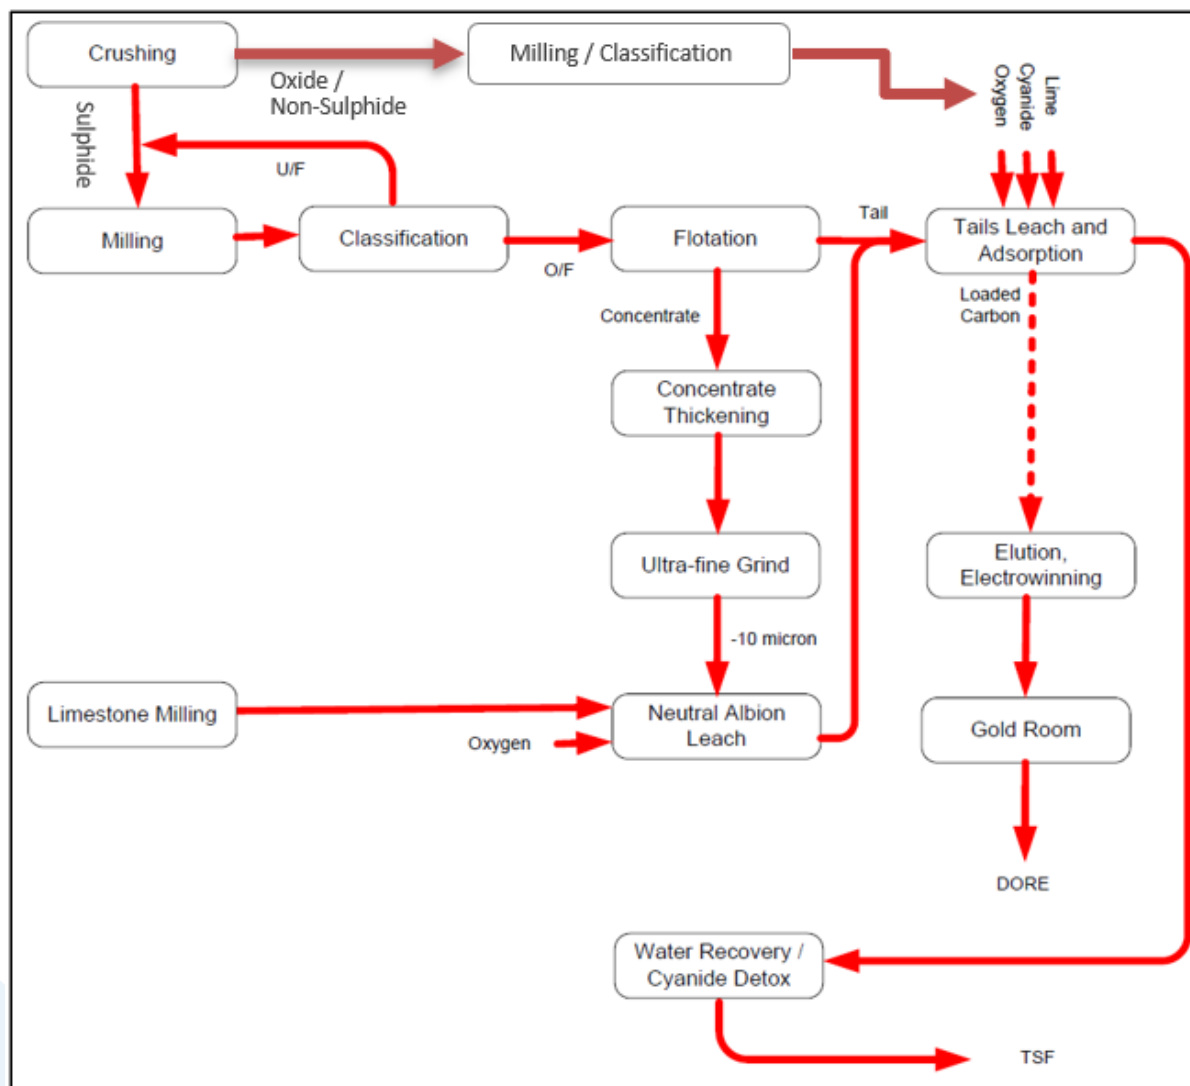 Crushing
Milling / Classification
Oxide /
Non-Sulphide
Lime
Cyanide
Oxygen
Sulphide
U/F
Milling
Classification
O/F
Flotation
Tail
Tails Leach and
Adsorption
Concentrate
Loaded
Carbon
Concentrate
Thickening
Ultra-fine Grind
Elution,
Electrowinning
-10 micron
Limestone Milling
Oxygen
Neutral Albion
Leach
Gold Room
DORE
Water Recovery /
Cyanide Detox
TSF